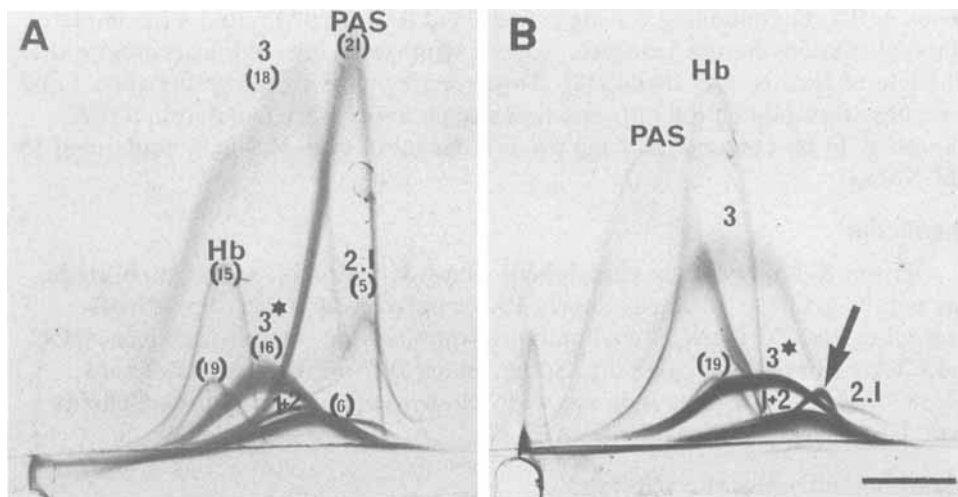 A
PAS
(21)
3
(18)
Hb
(15)
2.1
(5)
3*
(16)
(19)
1+2
(6)
B
Hb
PAS
3
3*
(19)
1+2
2.1